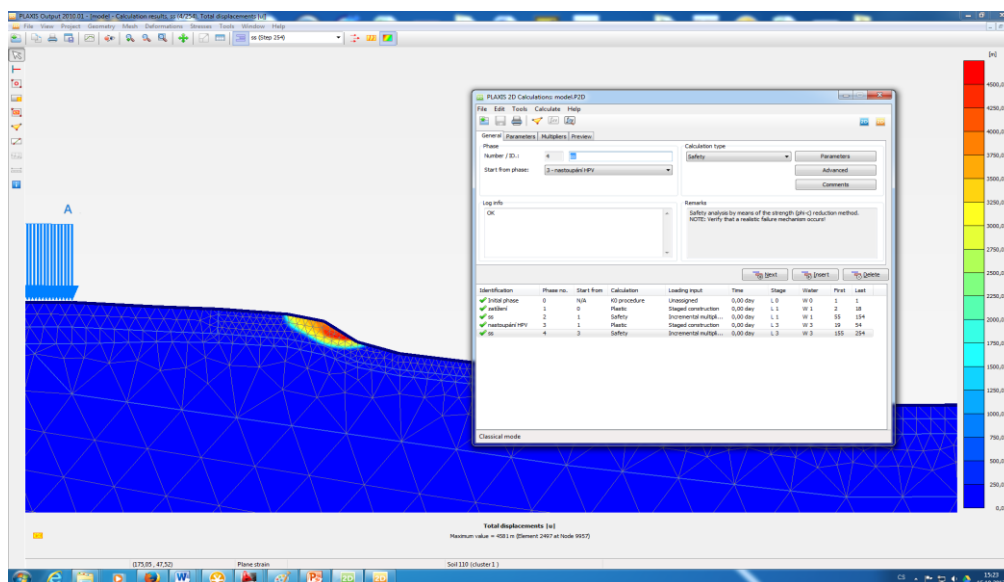 PLAXIS Output 2010.01 - [model - Calculation results, ss (4/254), Total displacements |u|]
File View Project Geometry Mesh Deformations Stresses Tools Window Help
ss (Step 254)
[m]
4500,0
4250,0
4000,0
3750,0
3500,0
3250,0
3000,0
2750,0
2500,0
2250,0
2000,0
1750,0
1500,0
1250,0
1000,0
750,0
500,0
250,0
0,0
A
PLAXIS 2D Calculations: model.P2D
File Edit Tools Calculate Help
General Parameters Multipliers Preview
Phase
Number / ID.: 4 ss
Start from phase: 3 - nastoupání HPV
Calculation type
Safety
Parameters
Advanced
Comments
Log info
OK
Remarks
Safety analysis by means of the strength (phi-c) reduction method.
NOTE: Verify that a realistic failure mechanism occurs!
Next Insert Delete
Identification Phase no. Start from Calculation Loading input Time Stage Water First Last
Initial phase 0 N/A K0 procedure Unassigned 0,00 day L 0 W 0 1 1
zatížení 1 0 Plastic Staged construction 0,00 day L 1 W 1 2 18
ss 2 1 Safety Incremental multipli... 0,00 day L 1 W 1 55 154
nastoupání HPV 3 1 Plastic Staged construction 0,00 day L 3 W 3 19 54
ss 4 3 Safety Incremental multipli... 0,00 day L 3 W 3 155 254
Classical mode
Total displacements |u|
Maximum value = 4581 m (Element 2497 at Node 9957)
(175,05 , 47,52) Plane strain Soil 110 (cluster 1)
CS 15:23